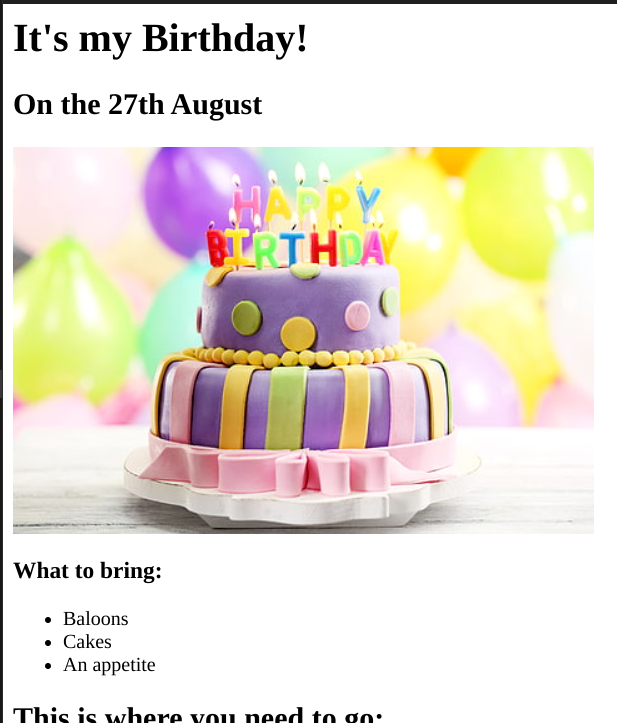 It's my Birthday!
On the 27th August
HAPPY
BIRTHDAY
What to bring:
Baloons
Cakes
An appetite
This is where you need to go: